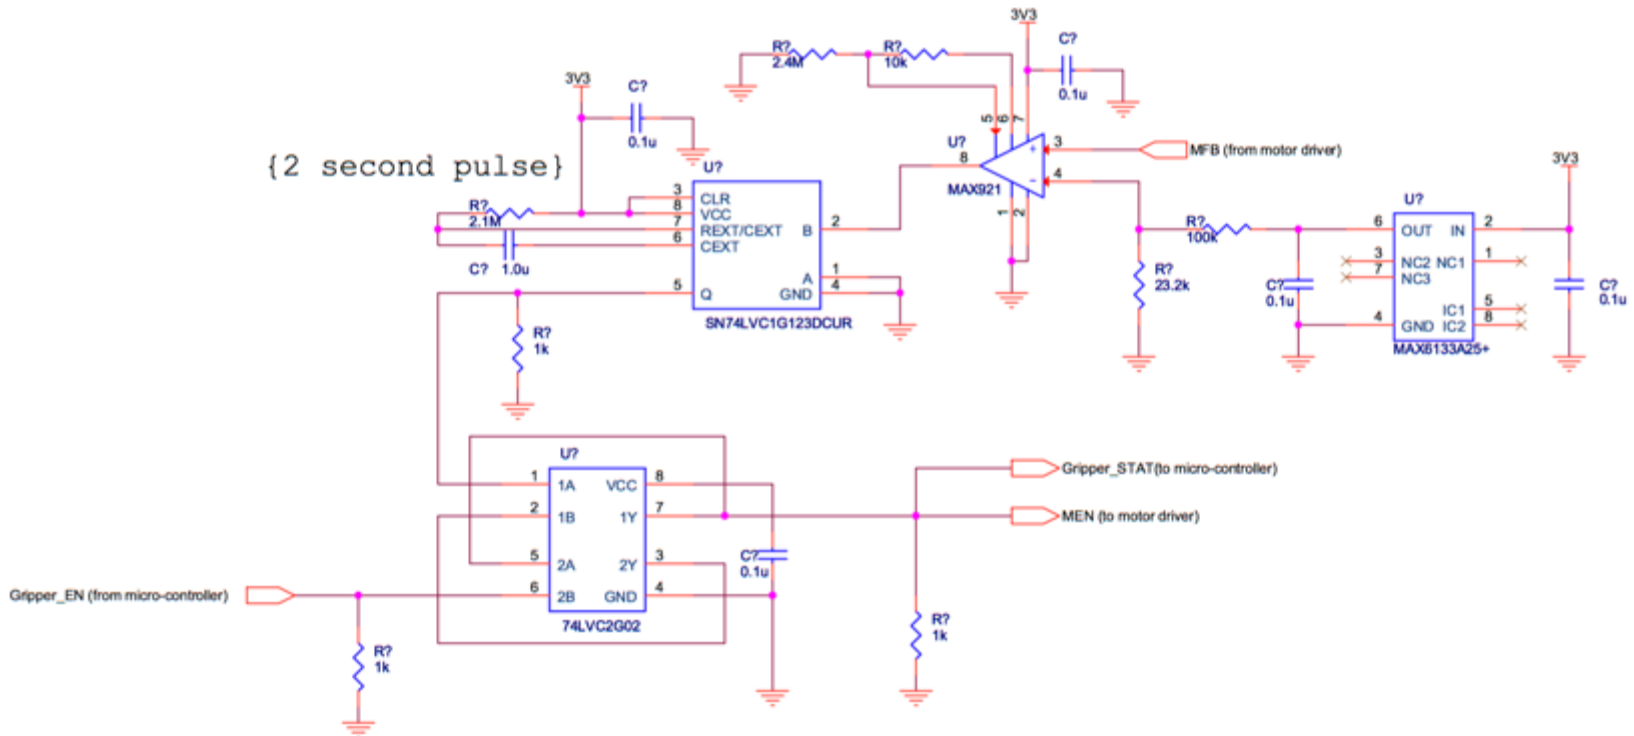 3V3
R?
2.4M
R?
10k
C?
0.1u
3V3
C?
0.1u
5
6
7
U?
8
3
+
MFB (from motor driver)
MAX921
4
-
1
2
3V3
{2 second pulse}
U?
3
CLR
8
VCC
R?
2.1M
7
REXT/CEXT
B
2
6
CEXT
C?
1.0u
1
A
5
Q
GND
4
SN74LVC1G123DCUR
U?
R?
100k
6
OUT
IN
2
3
NC2
NC1
1
7
NC3
R?
23.2k
C?
0.1u
C?
0.1u
IC1
5
4
GND
IC2
8
MAX6133A25+
R?
1k
U?
1
1A
VCC
8
Gripper_STAT(to micro-controller)
2
1B
1Y
7
MEN (to motor driver)
5
2A
2Y
3
C?
0.1u
Gripper_EN (from micro-controller)
6
2B
GND
4
74LVC2G02
R?
1k
R?
1k